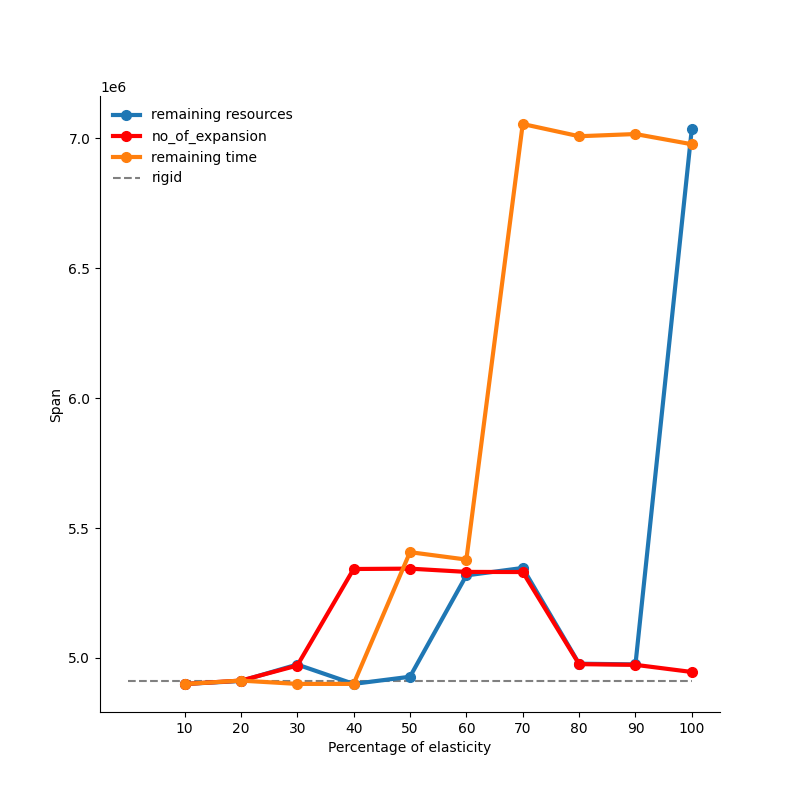 1e6
remaining resources
no_of_expansion
remaining time
rigid
7.0
6.5
6.0
5.5
5.0
Span
10 20 30 40 50 60 70 80 90 100
Percentage of elasticity